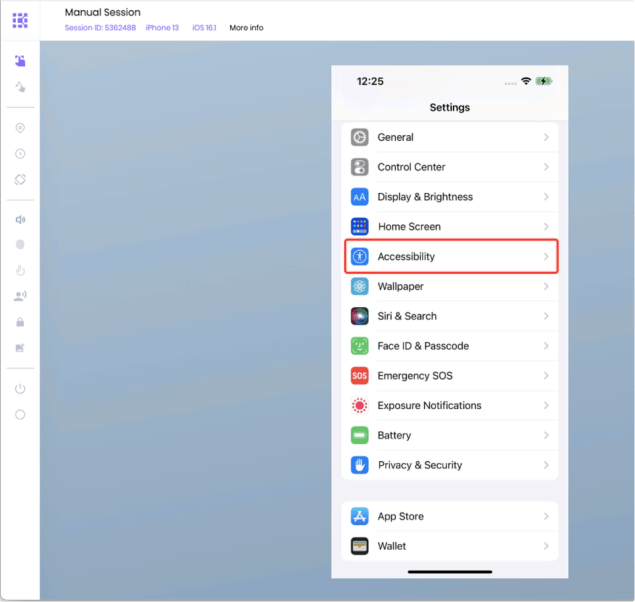 Manual Session
Session ID: 5362488 iPhone 13 iOS 16.1 More info
12:25
Settings
General
Control Center
AA Display & Brightness
Home Screen
Accessibility
Wallpaper
Siri & Search
Face ID & Passcode
SOS Emergency SOS
Exposure Notifications
Battery
Privacy & Security
App Store
Wallet